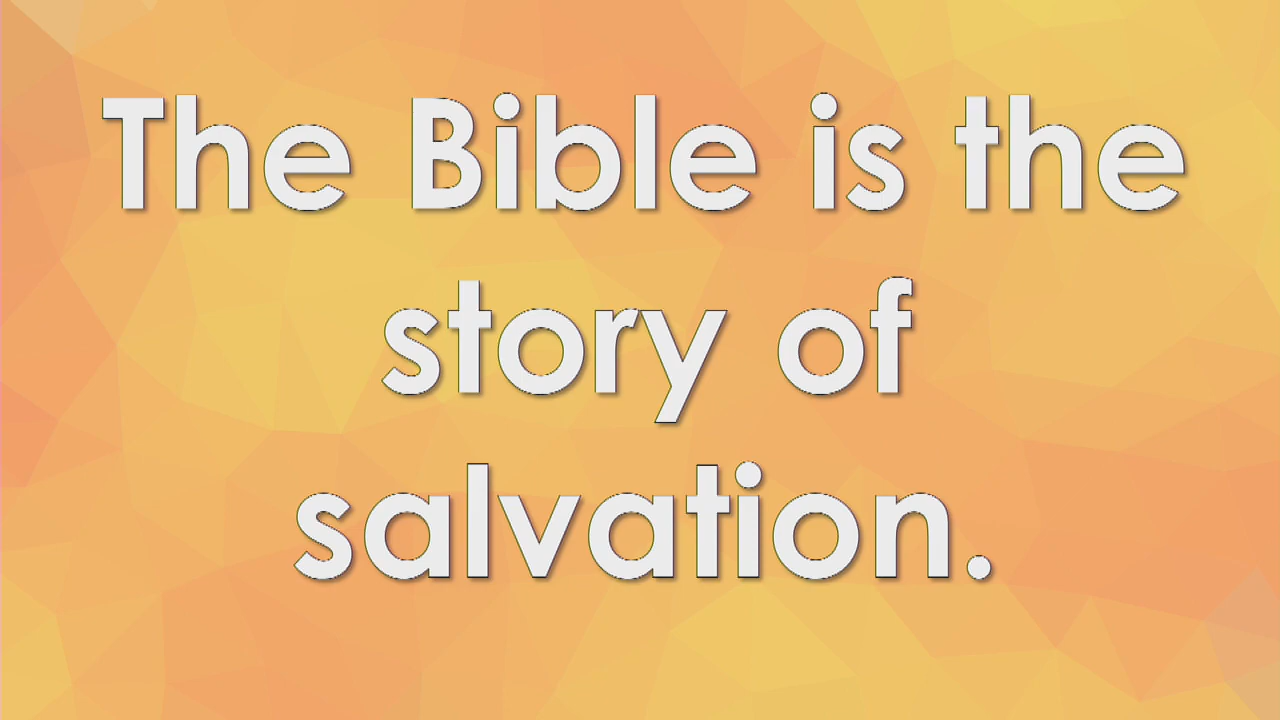 The Bible is the
story of
salvation.